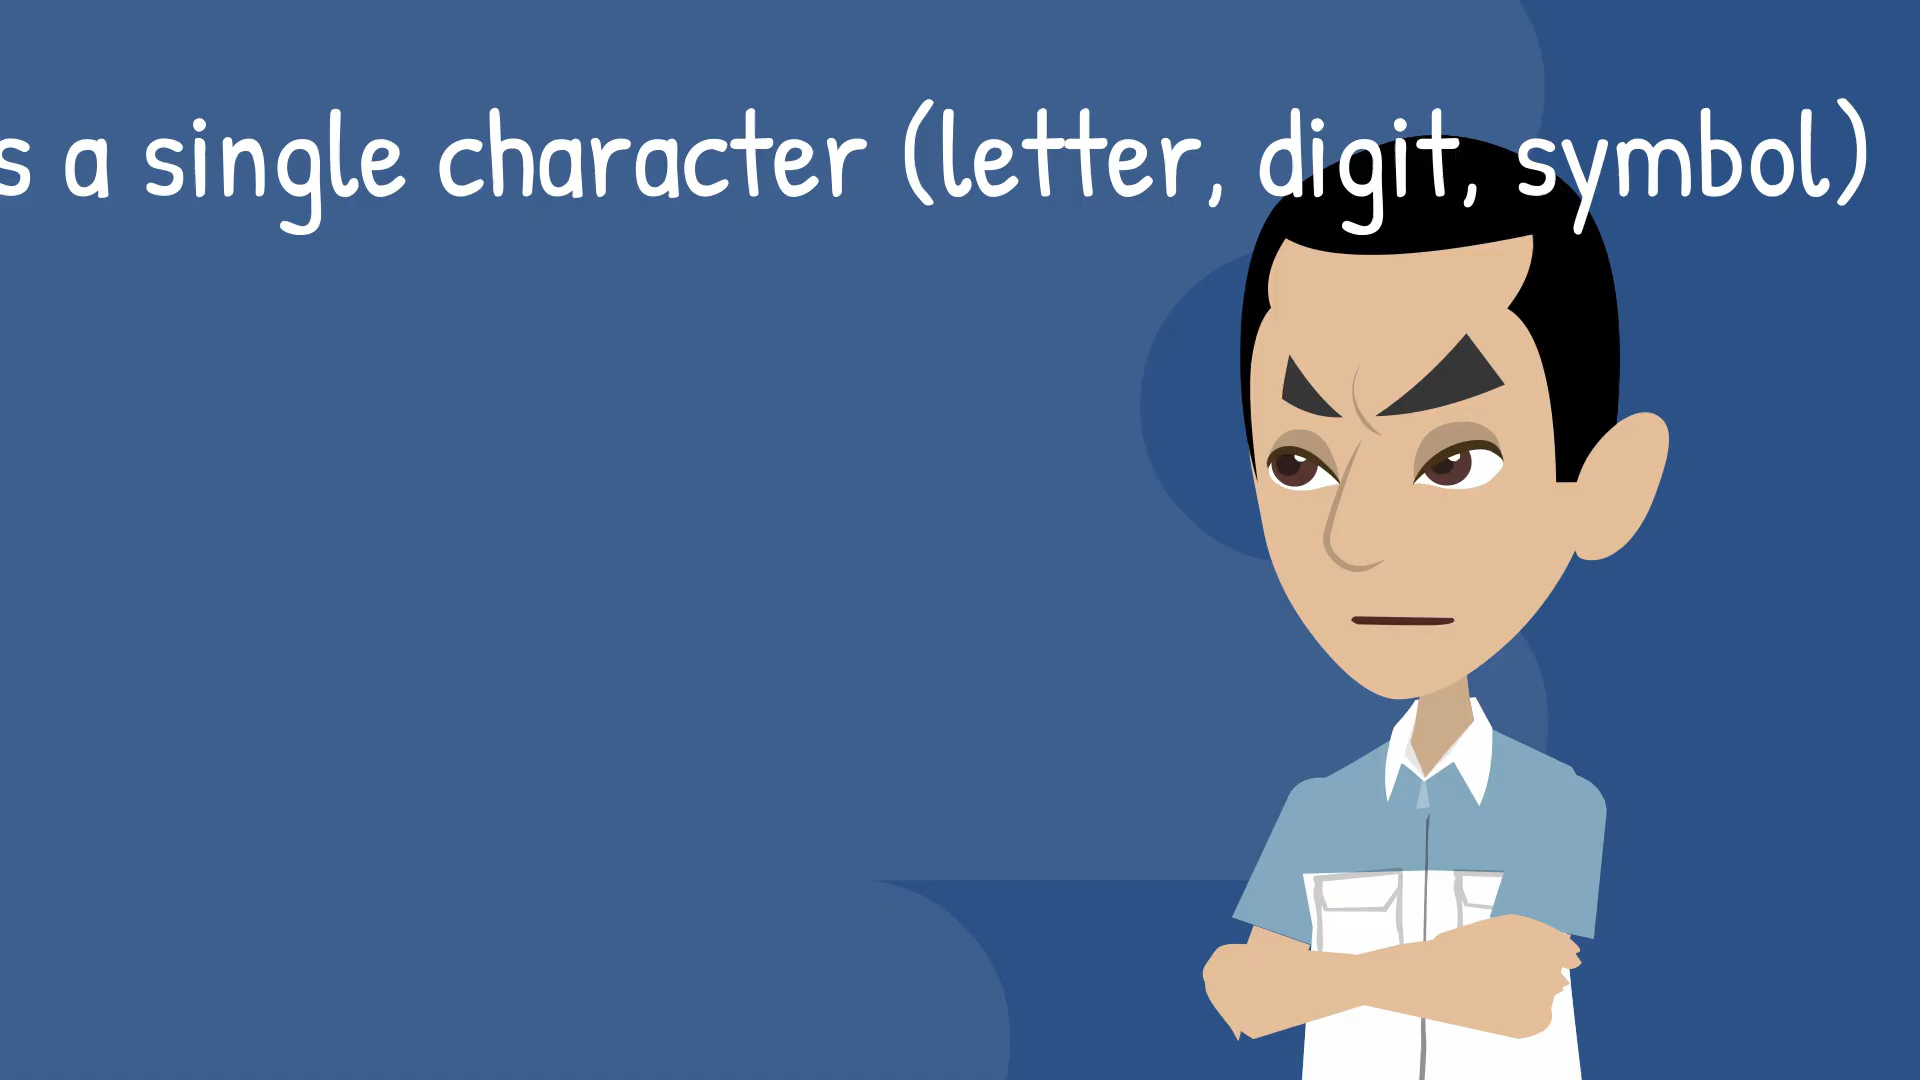 s a single character (letter, digit, symbol)